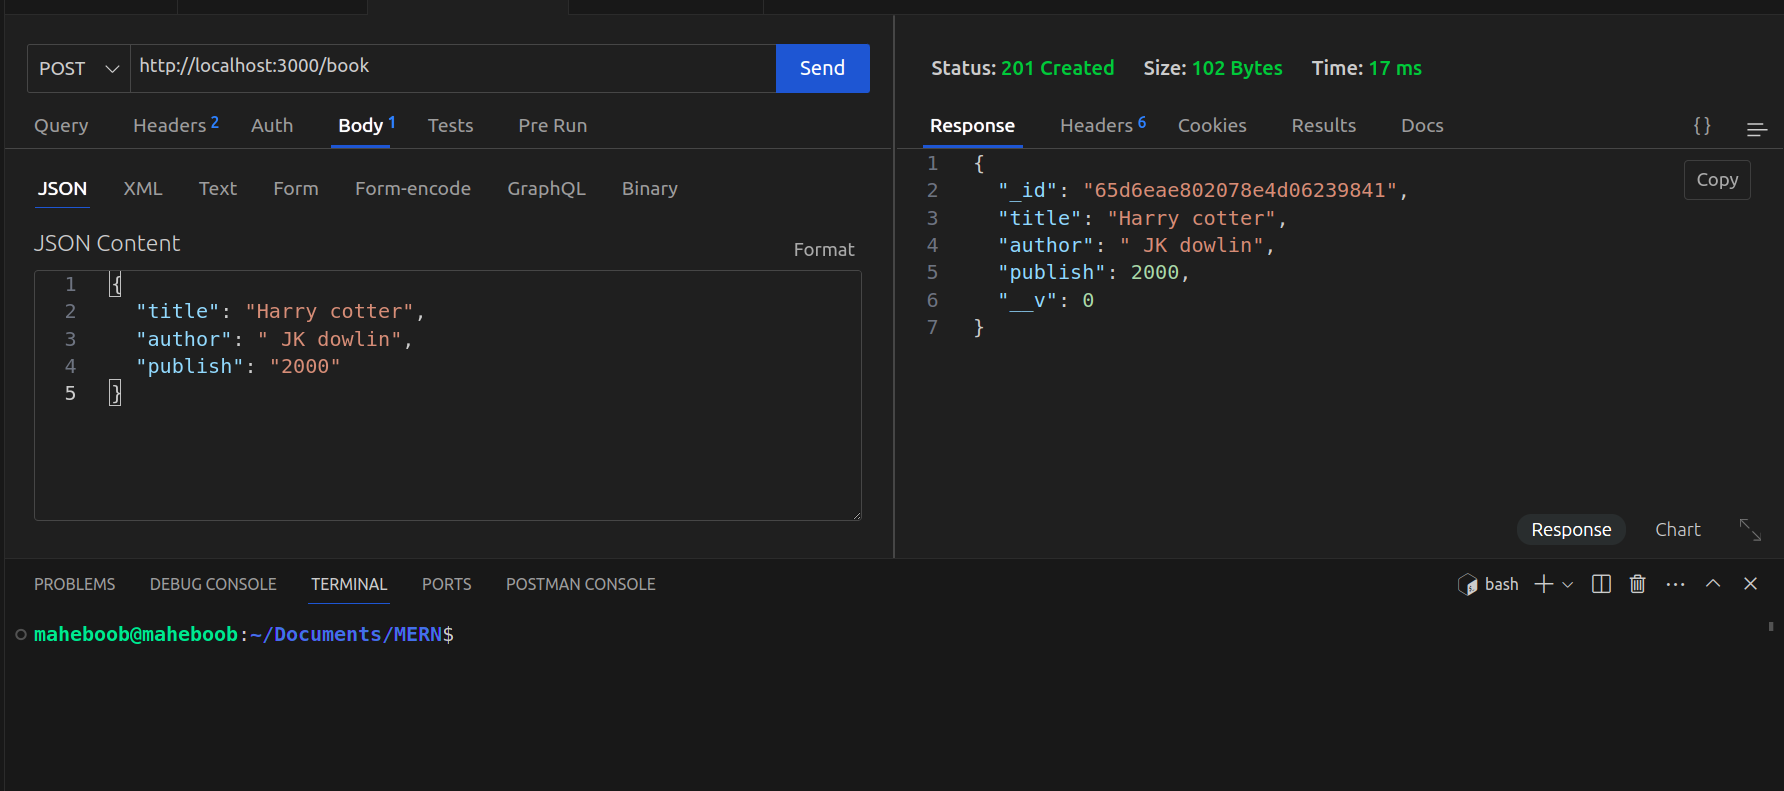 POST http://localhost:3000/book Send
Query Headers 2 Auth Body 1 Tests Pre Run
JSON XML Text Form Form-encode GraphQL Binary
JSON Content Format
1 {
2 "title": "Harry cotter",
3 "author": " JK dowlin",
4 "publish": "2000"
5 }
Status: 201 Created Size: 102 Bytes Time: 17 ms
Response Headers 6 Cookies Results Docs {}
1 {
2 "_id": "65d6eae802078e4d06239841",
3 "title": "Harry cotter",
4 "author": " JK dowlin",
5 "publish": 2000,
6 "__v": 0
7 }
Copy
Response Chart
PROBLEMS DEBUG CONSOLE TERMINAL PORTS POSTMAN CONSOLE bash
maheboob@maheboob:~/Documents/MERN$